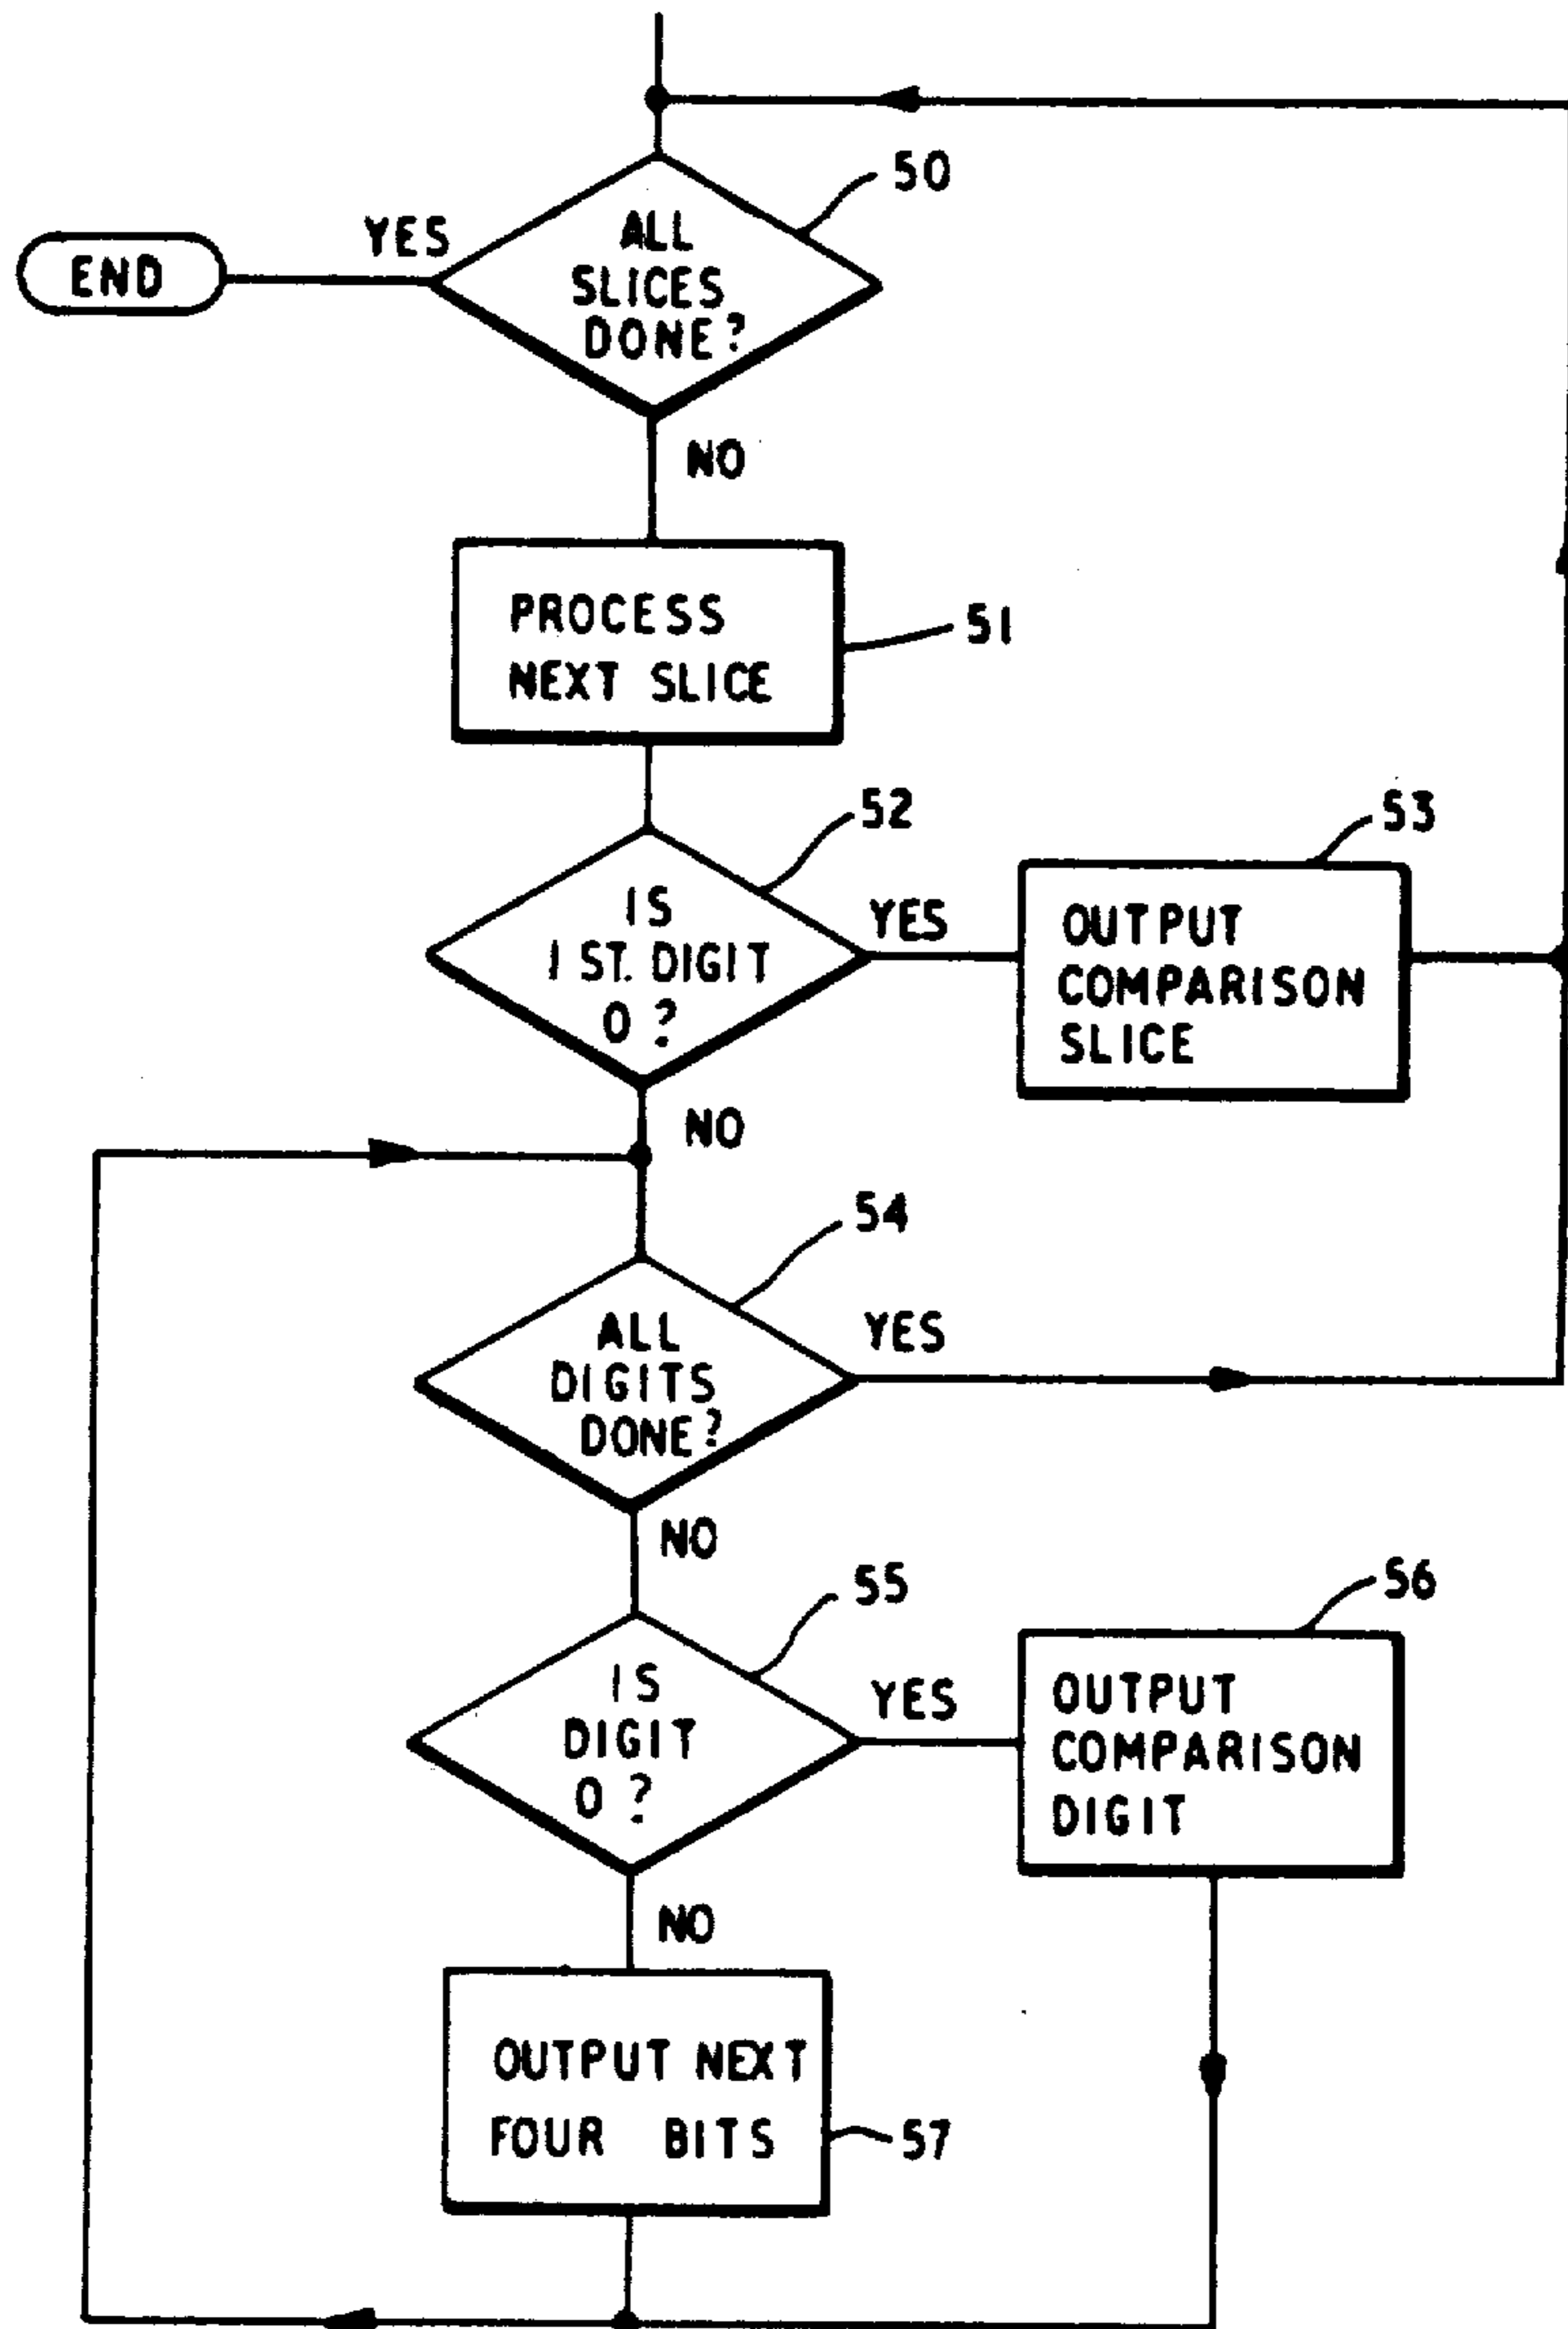 50
YES
ALL
SLICES
DONE?
END
NO
PROCESS
NEXT SLICE
51
52
53
IS
1 ST. DIGIT
0 ?
YES
OUTPUT
COMPARISON
SLICE
NO
54
ALL
DIGITS
DONE?
YES
NO
55
56
IS
DIGIT
0 ?
YES
OUTPUT
COMPARISON
DIGIT
NO
OUTPUT NEXT
FOUR BITS
57